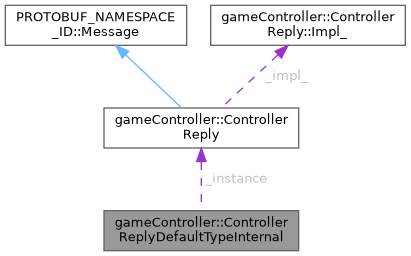 PROTOBUF_NAMESPACE
_ID::Message
gameController::Controller
Reply::Impl_
_impl_
gameController::Controller
Reply
_instance
gameController::Controller
ReplyDefaultTypeInternal